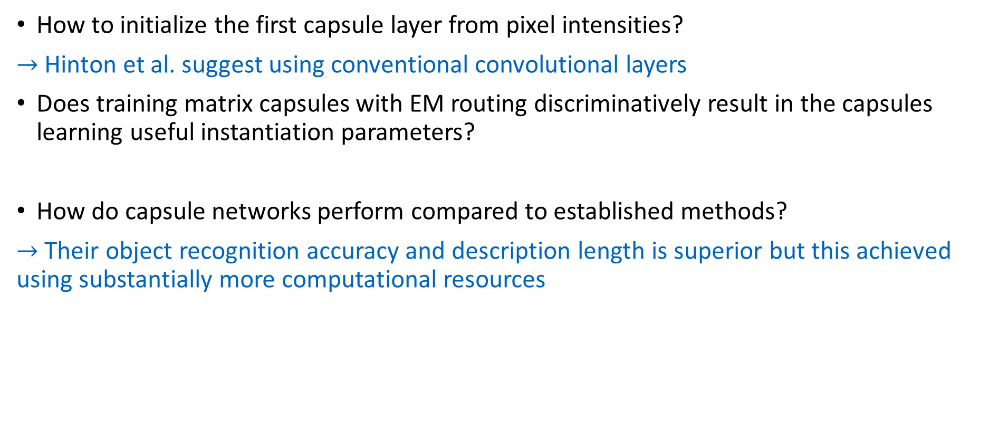 • How to initialize the first capsule layer from pixel intensities?
→ Hinton et al. suggest using conventional convolutional layers
• Does training matrix capsules with EM routing discriminatively result in the capsules
learning useful instantiation parameters?
• How do capsule networks perform compared to established methods?
→ Their object recognition accuracy and description length is superior but this achieved
using substantially more computational resources